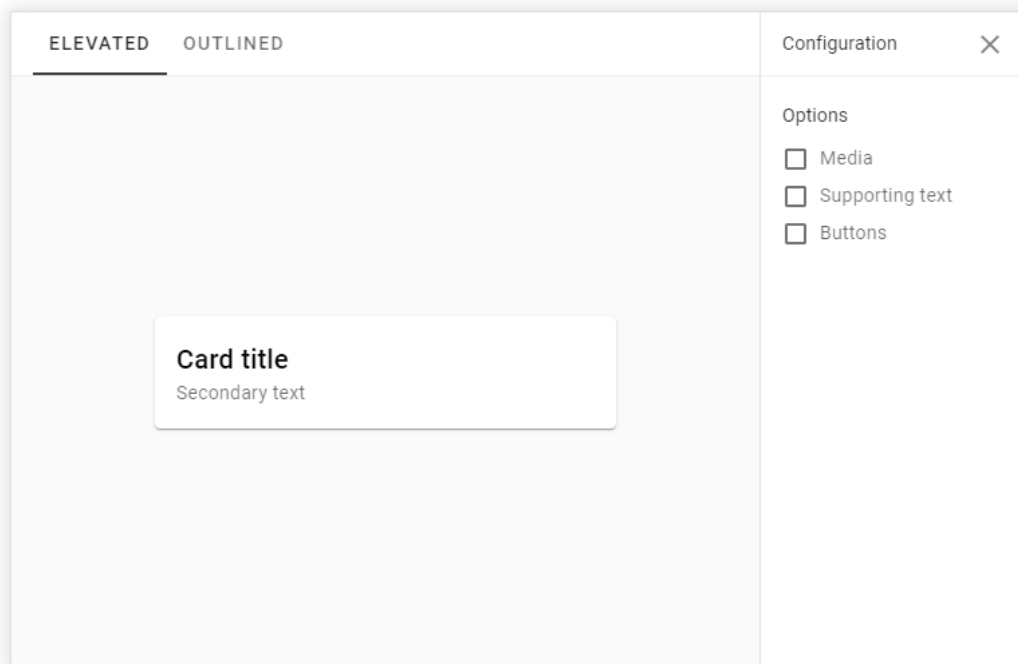 ELEVATED
OUTLINED
Configuration
Options
Media
Supporting text
Buttons
Card title
Secondary text